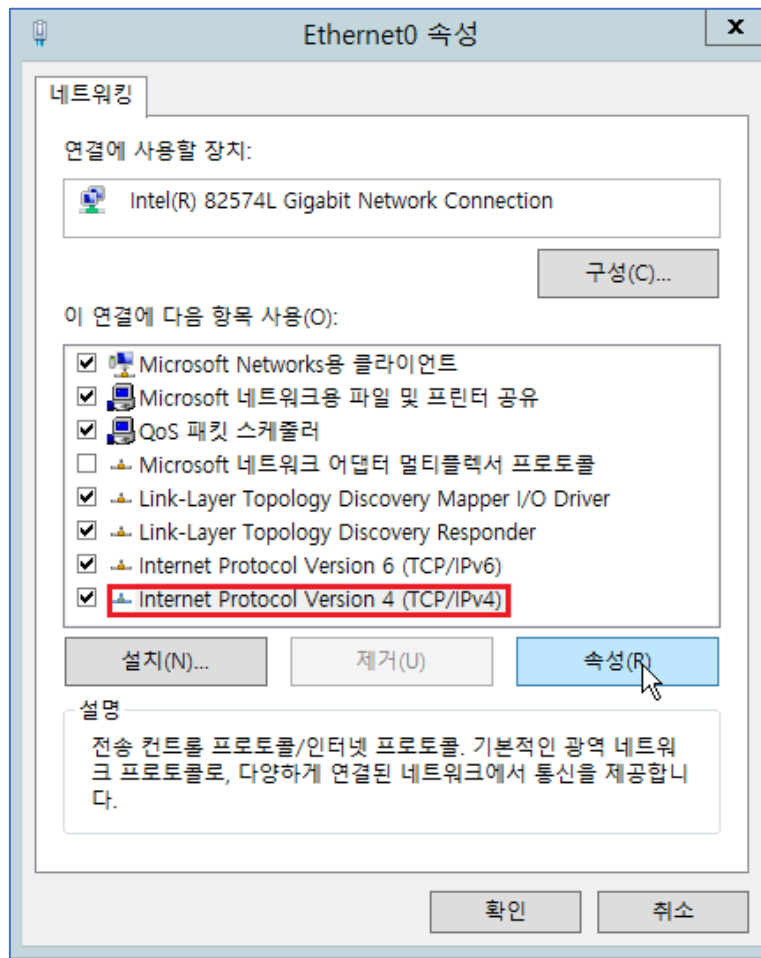 Ethernet0 속성
x
네트워킹
연결에 사용할 장치:
Intel(R) 82574L Gigabit Network Connection
구성(C)...
이 연결에 다음 항목 사용(O):
Microsoft Networks용 클라이언트
Microsoft 네트워크용 파일 및 프린터 공유
QoS 패킷 스케줄러
Microsoft 네트워크 어댑터 멀티플렉서 프로토콜
Link-Layer Topology Discovery Mapper I/O Driver
Link-Layer Topology Discovery Responder
Internet Protocol Version 6 (TCP/IPv6)
Internet Protocol Version 4 (TCP/IPv4)
설치(N)... 제거(U) 속성(R)
설명
전송 컨트롤 프로토콜/인터넷 프로토콜. 기본적인 광역 네트워
크 프로토콜로, 다양하게 연결된 네트워크에서 통신을 제공합니
다.
확인 취소